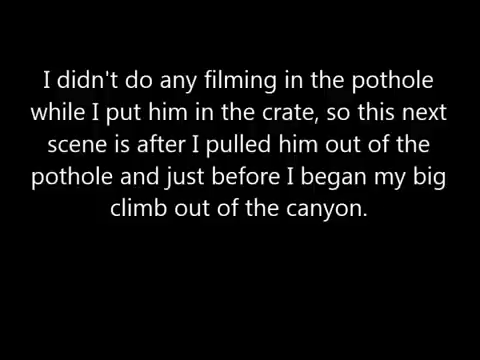 I didn't do any filming in the pothole
while I put him in the crate, so this next
scene is after I pulled him out of the
pothole and just before I began my big
climb out of the canyon.